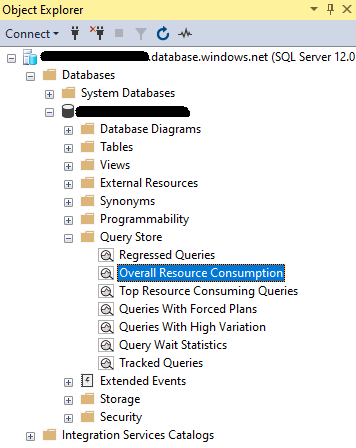 Object Explorer
Connect
.database.windows.net (SQL Server 12.0
Databases
System Databases
Database Diagrams
Tables
Views
External Resources
Synonyms
Programmability
Query Store
Regressed Queries
Overall Resource Consumption
Top Resource Consuming Queries
Queries With Forced Plans
Queries With High Variation
Query Wait Statistics
Tracked Queries
Extended Events
Storage
Security
Integration Services Catalogs